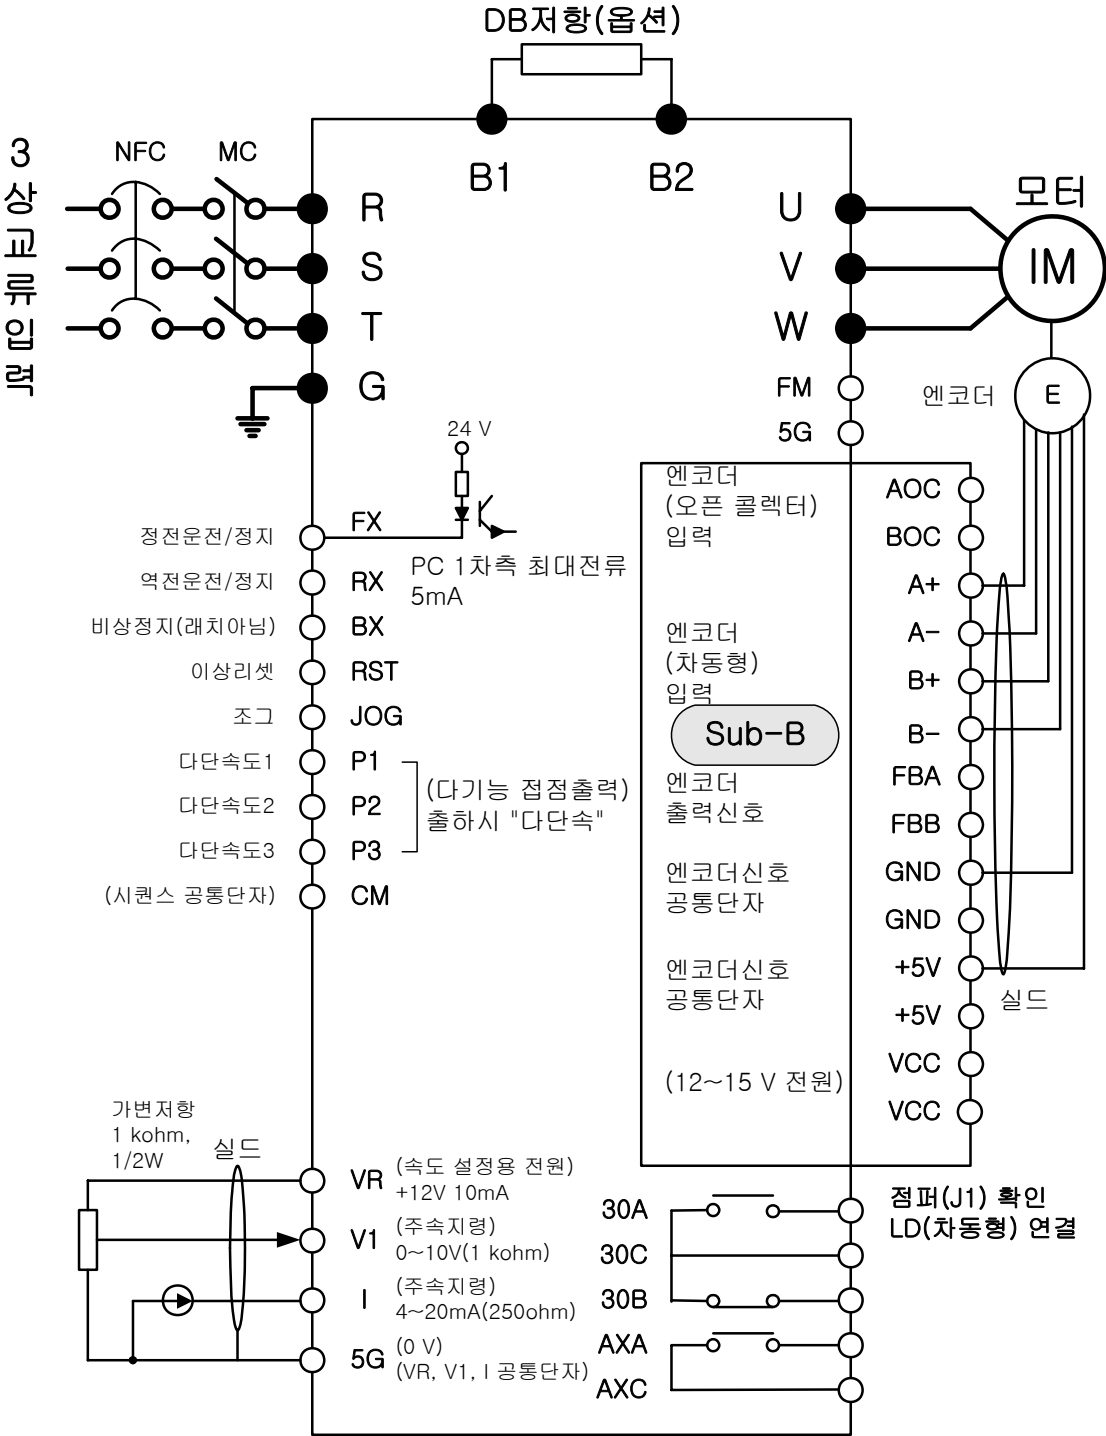 DB저항(옵션)
B1
B2
3상교류입력
NFC
MC
R
S
T
G
U
V
W
모터
IM
FM
5G
엔코더
E
24 V
정전운전/정지
FX
PC 1차측 최대전류
5mA
역전운전/정지
RX
비상정지(래치아님)
BX
이상리셋
RST
조그
JOG
다단속도1
P1
다단속도2
P2
다단속도3
P3
(다기능 접점출력)
출하시 "다단속"
(시퀀스 공통단자)
CM
엔코더
(오픈 콜렉터)
입력
AOC
BOC
A+
엔코더
(차동형)
입력
A-
B+
B-
Sub-B
엔코더
출력신호
FBA
FBB
엔코더신호
공통단자
GND
GND
엔코더신호
공통단자
+5V
+5V
실드
(12~15 V 전원)
VCC
VCC
가변저항
1 kohm,
1/2W
실드
VR
(속도 설정용 전원)
+12V 10mA
V1
(주속지령)
0~10V(1 kohm)
I
(주속지령)
4~20mA(250ohm)
5G
(0 V)
(VR, V1, I 공통단자)
30A
30C
30B
AXA
AXC
점퍼(J1) 확인
LD(차동형) 연결